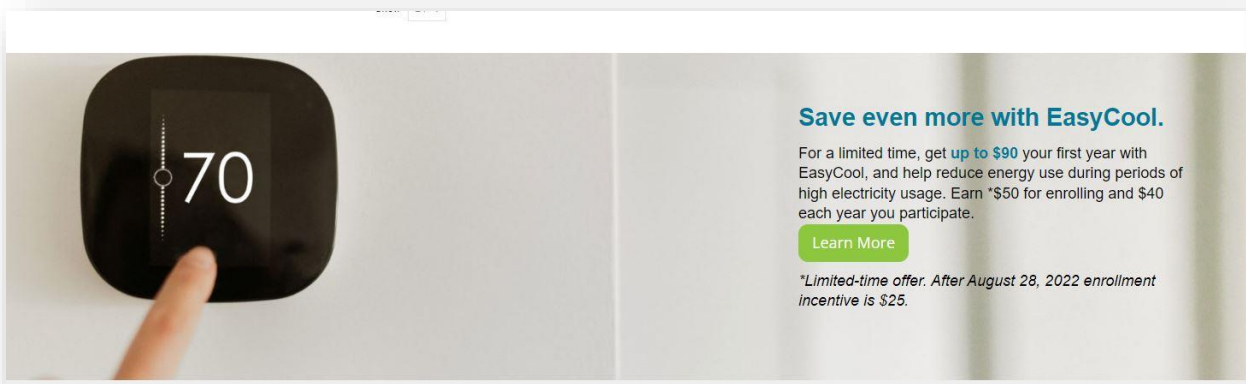 70
Save even more with EasyCool.
For a limited time, get up to $90 your first year with
EasyCool, and help reduce energy use during periods of
high electricity usage. Earn *$50 for enrolling and $40
each year you participate.
Learn More
*Limited-time offer. After August 28, 2022 enrollment
incentive is $25.